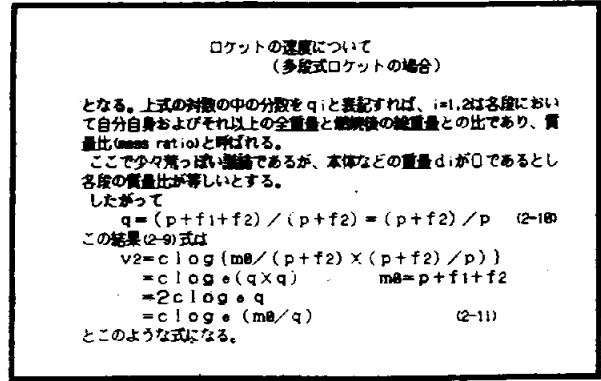 ロケットの速度について
(多段式ロケットの場合)
となる。上式の対数の中の分数をqiと表記すれば、i=1,2は各段におい
て自分自身およびそれ以上の全重量と燃焼後の総重量との比であり、質
量比(mass ratio)と呼ばれる。
ここで少々荒っぽい議論であるが、本体などの重量diが0であるとし
各段の質量比が等しいとする。
したがって
q=(p+f1+f2)/(p+f2)=(p+f2)/p (2-10)
この結果(2-9)式は
v2=clog{m0/(p+f2)×(p+f2)/p)}
=cloge(q×q) m0=p+f1+f2
=2cloge q
=cloge(m0/q) (2-11)
とこのような式になる。